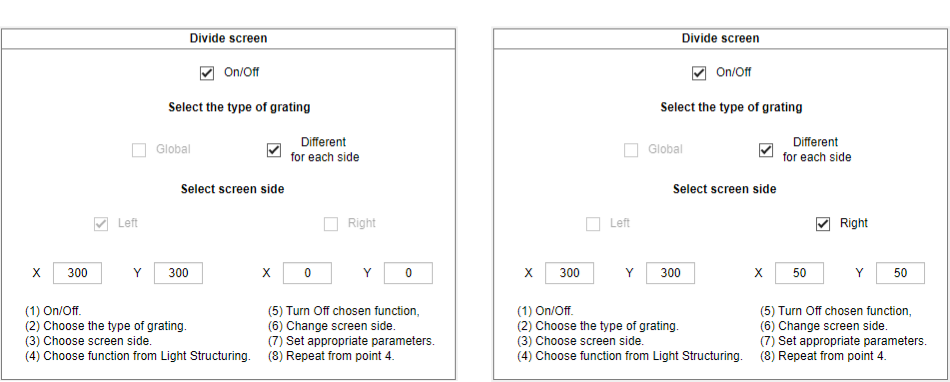 Divide screen
On/Off
Select the type of grating
Global
Different
for each side
Select screen side
Left
Right
X 300 Y 300 X 0 Y 0
(1) On/Off.
(2) Choose the type of grating.
(3) Choose screen side.
(4) Choose function from Light Structuring.
(5) Turn Off chosen function,
(6) Change screen side.
(7) Set appropriate parameters.
(8) Repeat from point 4.
Divide screen
On/Off
Select the type of grating
Global
Different
for each side
Select screen side
Left
Right
X 300 Y 300 X 50 Y 50
(1) On/Off.
(2) Choose the type of grating.
(3) Choose screen side.
(4) Choose function from Light Structuring.
(5) Turn Off chosen function,
(6) Change screen side.
(7) Set appropriate parameters.
(8) Repeat from point 4.